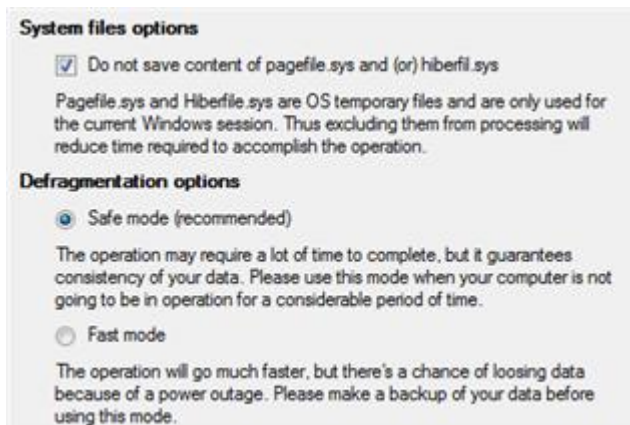 System files options
Do not save content of pagefile.sys and (or) hiberfil.sys
Pagefile.sys and Hiberfile.sys are OS temporary files and are only used for
the current Windows session. Thus excluding them from processing will
reduce time required to accomplish the operation.
Defragmentation options
Safe mode (recommended)
The operation may require a lot of time to complete, but it guarantees
consistency of your data. Please use this mode when your computer is not
going to be in operation for a considerable period of time.
Fast mode
The operation will go much faster, but there's a chance of loosing data
because of a power outage. Please make a backup of your data before
using this mode.